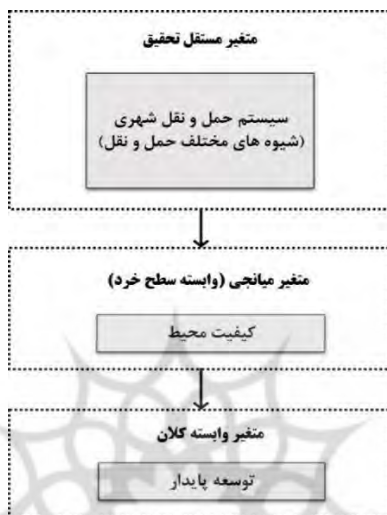 متغیر مستقل تحقیق
سیستم حمل و نقل شهری
(شیوه های مختلف حمل و نقل)
متغیر میانجی (وابسته سطح خرد)
کیفیت محیط
متغیر وابسته کلان
توسعه پایدار